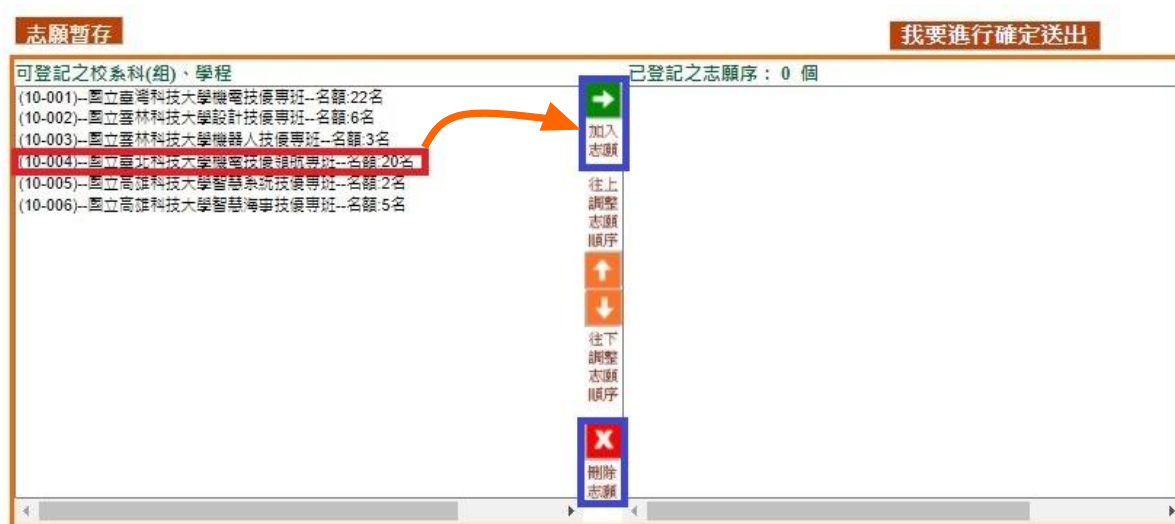 志願暫存
我要進行確定送出
可登記之校系科(組)、學程
已登記之志願序：0 個
(10-001)--國立臺灣科技大學機電技優專班--名額:22名
(10-002)--國立雲林科技大學設計技優專班--名額:6名
(10-003)--國立雲林科技大學機器人技優專班--名額:3名
(10-004)--國立臺北科技大學機電技優領航專班--名額:20名
(10-005)--國立高雄科技大學智慧系統技優專班--名額:2名
(10-006)--國立高雄科技大學智慧海事技優專班--名額:5名
加入
志願
往上
調整
志願
順序
往下
調整
志願
順序
X
刪除
志願